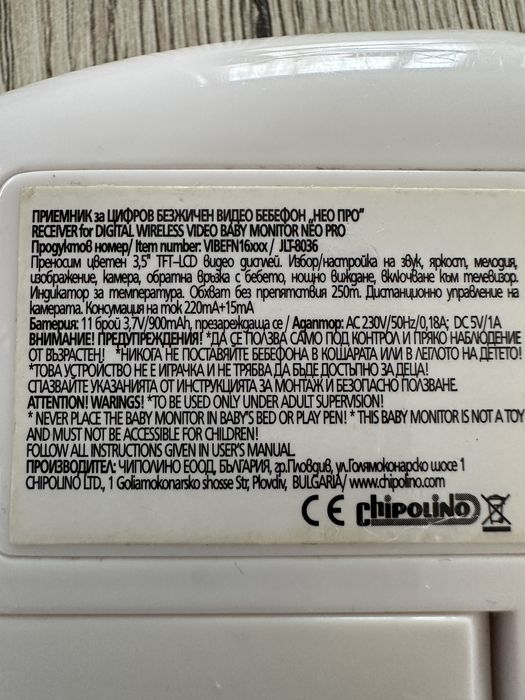 ПРИЕМНИК за ЦИФРОВ БЕЗЖИЧЕН ВИДЕО БЕБЕФОН „НЕО ПРО"
RECEIVER for DIGITAL WIRELESS VIDEO BABY MONITOR NEO PRO
Продуктов номер/ Item number: VIBEFN16xxx / JLT-8036
Преносим цветен 3,5" TFT-LCD видео дисплей. Избор/настройка на звук, яркост, мелодия,
изображение, камера, обратна връзка с бебето, нощно виждане, включване към телевизор.
Индикатор за температура. Обхват без препятствия 250m. Дистанционно управление на
камерата. Консумация на ток 220mA+15mA
Батерия: 11 брой 3,7V/900mAh, презареждаща се / Адаптор: AC 230V/50Hz/0,18A; DC 5V/1A
ВНИМАНИЕ! ПРЕДУПРЕЖДЕНИЯ! *ДА СЕ ПОЛЗВА САМО ПОД КОНТРОЛ И ПРЯКО НАБЛЮДЕНИЕ
ОТ ВЪЗРАСТЕН! *НИКОГА НЕ ПОСТАВЯЙТЕ БЕБЕФОНА В КОШАРАТА ИЛИ В ЛЕГЛОТО НА ДЕТЕТО!
*ТОВА УСТРОЙСТВО НЕ Е ИГРАЧКА И НЕ ТРЯБВА ДА БЪДЕ ДОСТЪПНО ЗА ДЕЦА!
СПАЗВАЙТЕ УКАЗАНИЯТА ОТ ИНСТРУКЦИЯТА ЗА МОНТАЖ И БЕЗОПАСНО ПОЛЗВАНЕ.
ATTENTION! WARINGS! *TO BE USED ONLY UNDER ADULT SUPERVISION!
* NEVER PLACE THE BABY MONITOR IN BABY'S BED OR PLAY PEN! * THIS BABY MONITOR IS NOT A TOY
AND MUST NOT BE ACCESSIBLE FOR CHILDREN!
FOLLOW ALL INSTRUCTIONS GIVEN IN USER'S MANUAL.
ПРОИЗВОДИТЕЛ: ЧИПОЛИНО ЕООД, БЪЛГАРИЯ, гр.Пловдив, ул.Голямоконарско шосе 1
CHIPOLINO LTD., 1 Goliamokonarsko shosse Str, Plovdiv, BULGARIA/ www.chipolino.com
CE chipolino